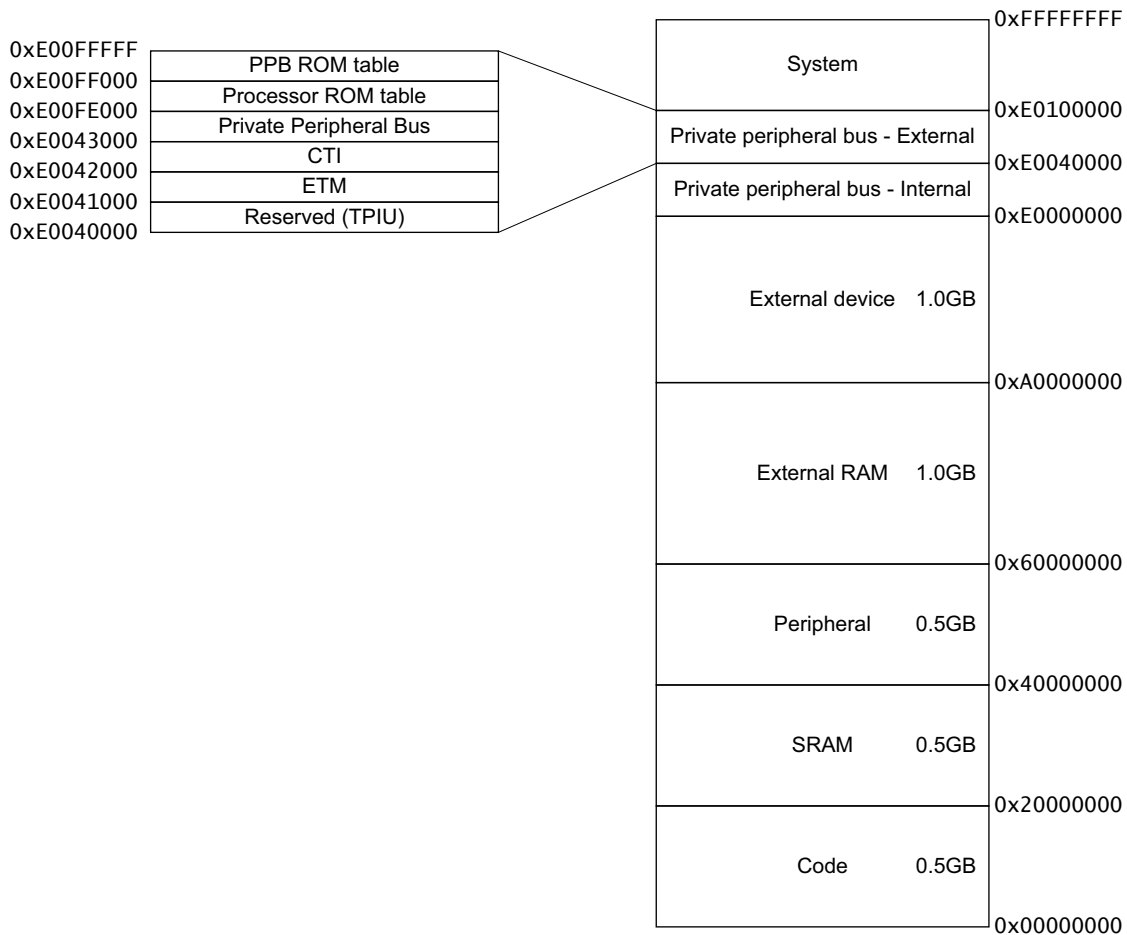 0xFFFFFFFF
System
0xE0100000
Private peripheral bus - External
0xE0040000
Private peripheral bus - Internal
0xE0000000
External device 1.0GB
0xA0000000
External RAM 1.0GB
0x60000000
Peripheral 0.5GB
0x40000000
SRAM 0.5GB
0x20000000
Code 0.5GB
0x00000000
0xE00FFFFF
PPB ROM table
0xE00FF000
Processor ROM table
0xE00FE000
Private Peripheral Bus
0xE0043000
CTI
0xE0042000
ETM
0xE0041000
Reserved (TPIU)
0xE0040000